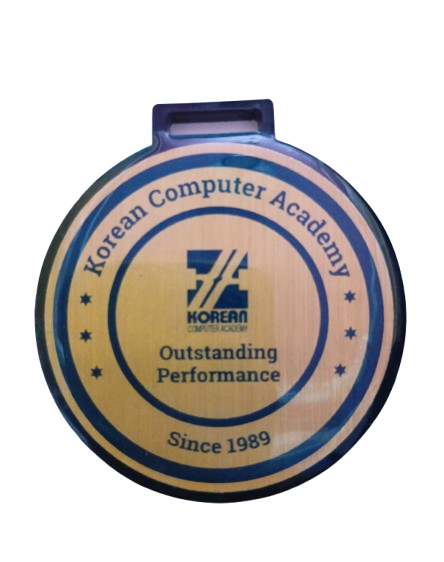 Korean Computer Academy
KOREAN
COMPUTER ACADEMY
Outstanding
Performance
Since 1989